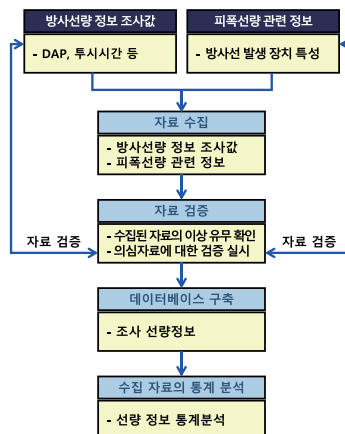 방사선량 정보 조사값
- DAP, 투시시간 등
피폭선량 관련 정보
- 방사선 발생 장치 특성
자료 수집
- 방사선량 정보 조사값
- 피폭선량 관련 정보
자료 검증
- 수집된 자료의 이상 유무 확인
- 의심자료에 대한 검증 실시
자료 검증
자료 검증
데이터베이스 구축
- 조사 선량정보
수집 자료의 통계 분석
- 선량 정보 통계분석